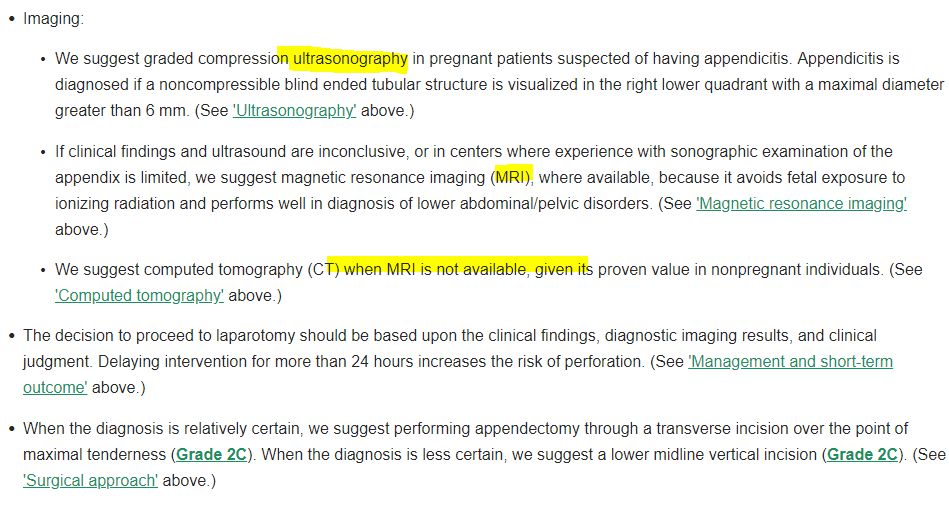 • Imaging:
• We suggest graded compression ultrasonography in pregnant patients suspected of having appendicitis. Appendicitis is
diagnosed if a noncompressible blind ended tubular structure is visualized in the right lower quadrant with a maximal diameter
greater than 6 mm. (See 'Ultrasonography' above.)
• If clinical findings and ultrasound are inconclusive, or in centers where experience with sonographic examination of the
appendix is limited, we suggest magnetic resonance imaging (MRI), where available, because it avoids fetal exposure to
ionizing radiation and performs well in diagnosis of lower abdominal/pelvic disorders. (See 'Magnetic resonance imaging'
above.)
• We suggest computed tomography (CT) when MRI is not available, given its proven value in nonpregnant individuals. (See
'Computed tomography' above.)
• The decision to proceed to laparotomy should be based upon the clinical findings, diagnostic imaging results, and clinical
judgment. Delaying intervention for more than 24 hours increases the risk of perforation. (See 'Management and short-term
outcome' above.)
• When the diagnosis is relatively certain, we suggest performing appendectomy through a transverse incision over the point of
maximal tenderness (Grade 2C). When the diagnosis is less certain, we suggest a lower midline vertical incision (Grade 2C). (See
'Surgical approach' above.)